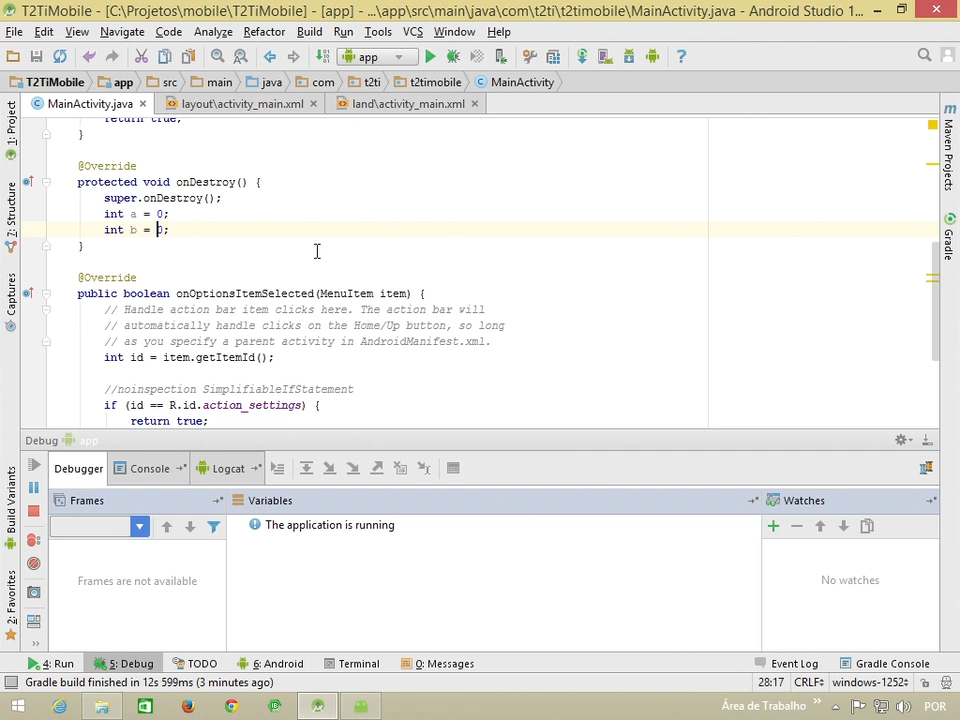 T2TiMobile - [C:\Projetos\mobile\T2TiMobile] - [app] - ...\app\src\main\java\com\t2ti\t2timobile\MainActivity.java - Android Studio 1...
File Edit View Navigate Code Analyze Refactor Build Run Tools VCS Window Help
app
T2TiMobile app src main java com t2ti t2timobile MainActivity
MainActivity.java layout\activity_main.xml land\activity_main.xml
1: Project
7: Structure
Captures
Build Variants
2: Favorites
Maven Projects
Gradle
return true;
}
@Override
protected void onDestroy() {
super.onDestroy();
int a = 0;
int b = 0;
}
@Override
public boolean onOptionsItemSelected(MenuItem item) {
// Handle action bar item clicks here. The action bar will
// automatically handle clicks on the Home/Up button, so long
// as you specify a parent activity in AndroidManifest.xml.
int id = item.getItemId();
//noinspection SimplifiableIfStatement
if (id == R.id.action_settings) {
return true;
Debug app
Debugger Console Logcat
Frames Variables Watches
The application is running
Frames are not available
No watches
4: Run 5: Debug TODO 6: Android Terminal 0: Messages Event Log Gradle Console
Gradle build finished in 12s 599ms (3 minutes ago) 28:17 CRLF windows-1252
Área de Trabalho POR